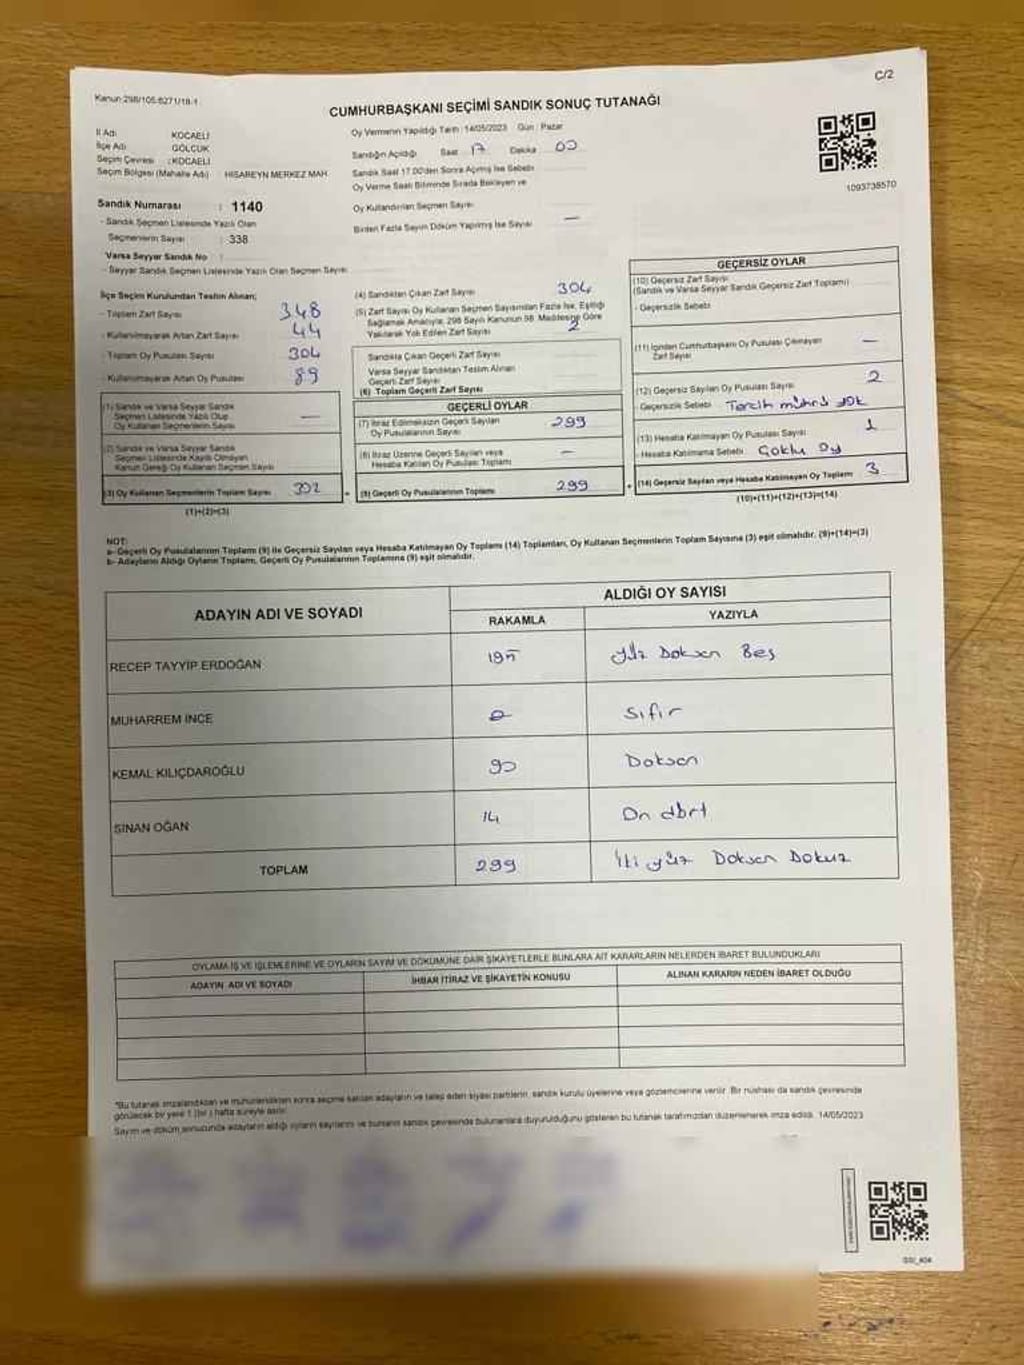 C/2
Kanun:298/105-6271/18-1
CUMHURBAŞKANI SEÇİMİ SANDIK SONUÇ TUTANAĞI
İl Adı KOCAELİ
İlçe Adı GÖLCÜK
Seçim Çevresi : KOCAELİ
Seçim Bölgesi (Mahalle Adı) HISAREYN MERKEZ MAH.
Sandık Numarası : 1140
- Sandık Seçmen Listesinde Yazılı Olan
Seçmenlerin Sayısı : 338
Varsa Seyyar Sandık No :
- Seyyar Sandık Seçmen Listesinde Yazılı Olan Seçmen Sayısı:
Oy Vermenin Yapıldığı Tarih :14/05/2023 Gün : Pazar
Sandığın Açıldığı Saat 17 Dakika 00
Sandık Saat 17.00'den Sonra Açılmış İse Sebebi
Oy Verme Saati Bitiminde Sırada Bekleyen ve
Oy Kullandırılan Seçmen Sayısı
Birden Fazla Sayım Döküm Yapılmış İse Sayısı —
1093738570
İlçe Seçim Kurulundan Teslim Alınan;
- Toplam Zarf Sayısı 348
- Kullanılmayarak Artan Zarf Sayısı 44
- Toplam Oy Pusulası Sayısı 304
- Kullanılmayarak Artan Oy Pusulası 89
(1) Sandık ve Varsa Seyyar Sandık
Seçmen Listesinde Yazılı Olup
Oy Kullanan Seçmen Sayısı —
(2) Sandık ve Varsa Seyyar Sandık
Seçmen Listesinde Kayıtlı Olmayan
Kanun Gereği Oy Kullanan Seçmen Sayısı
(3) Oy Kullanan Seçmenlerin Toplam Sayısı 302
(1)+(2)=(3)
(4) Sandıktan Çıkan Zarf Sayısı 304
(5) Zarf Sayısı Oy Kullanan Seçmen Sayısından Fazla İse, Eşitliği
Sağlamak Amacıyla, 298 Sayılı Kanunun 98. Maddesine Göre
Yakılarak Yok Edilen Zarf Sayısı 2
Sandıkta Çıkan Geçerli Zarf Sayısı
Varsa Seyyar Sandıktan Teslim Alınan
Geçerli Zarf Sayısı
(6) Toplam Geçerli Zarf Sayısı
GEÇERLİ OYLAR
(7) İtiraz Edilmeksizin Geçerli Sayılan
Oy Pusulalarının Sayısı 299
(8) İtiraz Üzerine Geçerli Sayılan veya
Hesaba Katılan Oy Pusulası Toplamı —
(9) Geçerli Oy Pusulalarının Toplamı 299
GEÇERSİZ OYLAR
(10) Geçersiz Zarf Sayısı
(Sandık ve Varsa Seyyar Sandık Geçersiz Zarf Toplamı)
- Geçersizlik Sebebi
(11) İçinden Cumhurbaşkanı Oy Pusulası Çıkmayan
Zarf Sayısı —
(12) Geçersiz Sayılan Oy Pusulası Sayısı 2
- Geçersizlik Sebebi Tercih mührü yok
(13) Hesaba Katılmayan Oy Pusulası Sayısı 1
- Hesaba Katılmama Sebebi Çoklu Oy
(14) Geçersiz Sayılan veya Hesaba Katılmayan Oy Toplamı 3
(10)+(11)+(12)+(13)=(14)
NOT:
a- Geçerli Oy Pusulalarının Toplamı (9) ile Geçersiz Sayılan veya Hesaba Katılmayan Oy Toplamı (14) Toplamları, Oy Kullanan Seçmenlerin Toplam Sayısına (3) eşit olmalıdır. (9)+(14)=(3)
b- Adayların Aldığı Oyların Toplamı, Geçerli Oy Pusulalarının Toplamına (9) eşit olmalıdır.
ADAYIN ADI VE SOYADI ALDIĞI OY SAYISI
RAKAMLA YAZIYLA
RECEP TAYYİP ERDOĞAN 195 Yüz Doksan Beş
MUHARREM İNCE 0 Sıfır
KEMAL KILIÇDAROĞLU 90 Doksan
SİNAN OĞAN 14 On dört
TOPLAM 299 İki yüz Doksan Dokuz
OYLAMA İŞ VE İŞLEMLERİNE VE OYLARIN SAYIM VE DÖKÜMÜNE DAİR ŞİKAYETLERLE BUNLARA AİT KARARLARIN NELERDEN İBARET BULUNDUKLARI
ADAYIN ADI VE SOYADI İHBAR İTİRAZ VE ŞİKAYETİN KONUSU ALINAN KARARIN NEDEN İBARET OLDUĞU
*Bu tutanak imzalandıktan ve mühürlendikten sonra seçime katılan adayların ve talep eden siyasi partilerin, sandık kurulu üyelerine veya gözlemcilerine verilir. Bir nüshası da sandık çevresinde
görülecek bir yere 1 (bir) hafta süreyle asılır.
Sayım ve döküm sonucunda adayların aldığı oyların sayılarını ve bunların sandık çevresinde bulunanlara duyurulduğunu gösteren bu tutanak tarafımızdan düzenlenerek imza edildi. 14/05/2023